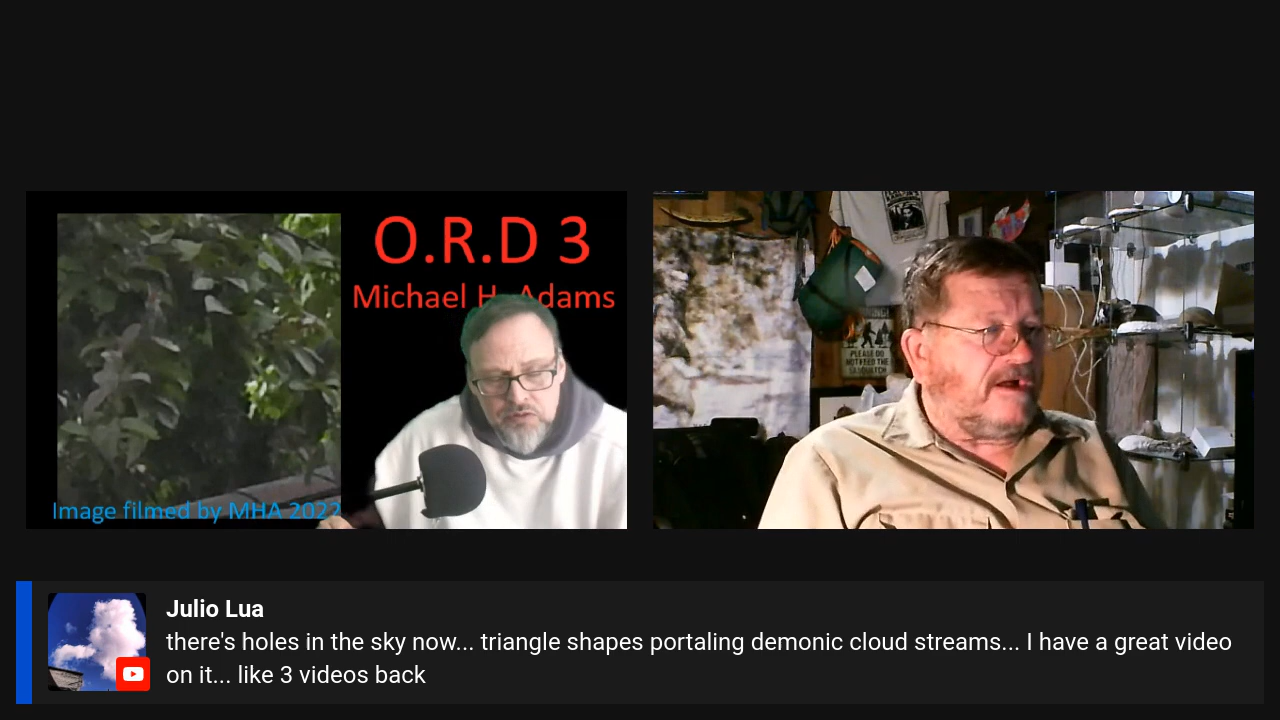 O.R.D 3
Michael H. Adams
Image filmed by MHA 2022
PLEASE DO
NOT FEED THE
SASQUATCH
Julio Lua
there's holes in the sky now... triangle shapes portaling demonic cloud streams... I have a great video
on it... like 3 videos back